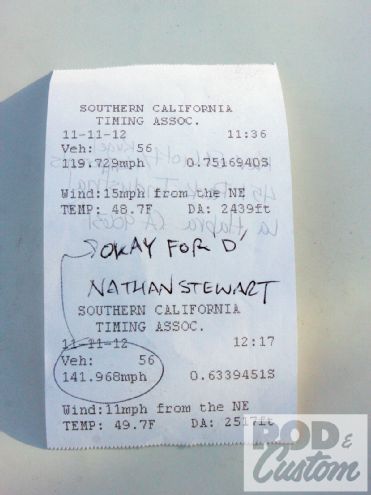 SOUTHERN CALIFORNIA
TIMING ASSOC.
11-11-12 11:36
Veh: 56
119.729mph 0.7516940S
Wind:15mph from the NE
TEMP: 48.7F DA: 2439ft
OKAY FOR 'D'
NATHAN STEWART
SOUTHERN CALIFORNIA
TIMING ASSOC.
11-11-12 12:17
Veh: 56
141.968mph 0.633945lS
Wind:11mph from the NE
TEMP: 49.7F DA: 2517ft
ROD &
Custom